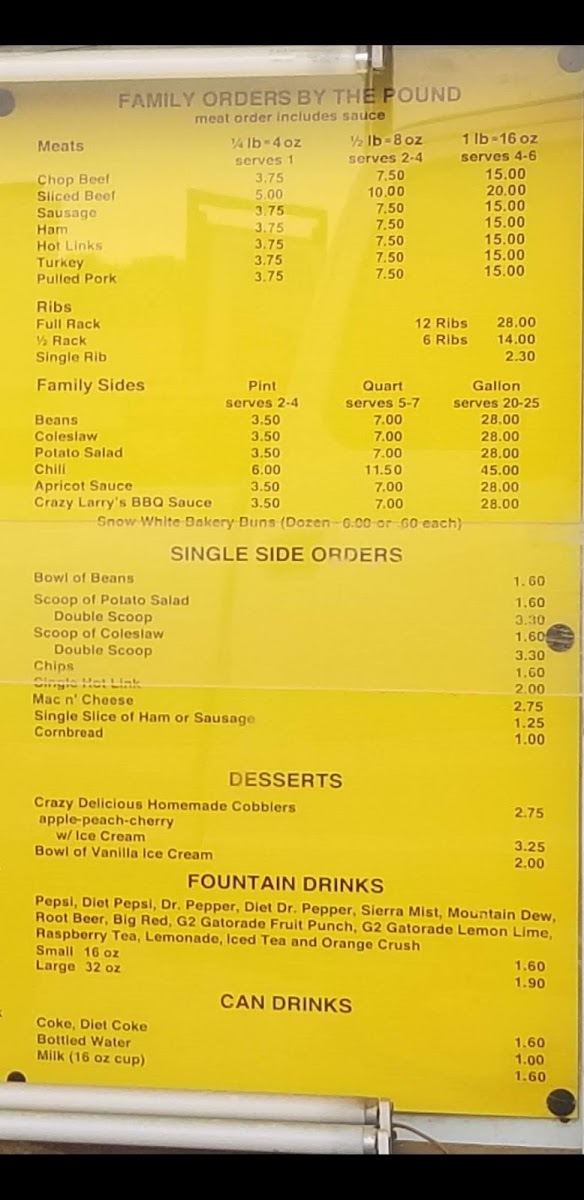 FAMILY ORDERS BY THE POUND
meat order includes sauce
Meats ¼ lb=4 oz ½ lb=8 oz 1 lb=16 oz
serves 1 serves 2-4 serves 4-6
Chop Beef 3.75 7.50 15.00
Sliced Beef 5.00 10.00 20.00
Sausage 3.75 7.50 15.00
Ham 3.75 7.50 15.00
Hot Links 3.75 7.50 15.00
Turkey 3.75 7.50 15.00
Pulled Pork 3.75 7.50 15.00
Ribs
Full Rack 12 Ribs 28.00
½ Rack 6 Ribs 14.00
Single Rib 2.30
Family Sides Pint Quart Gallon
serves 2-4 serves 5-7 serves 20-25
Beans 3.50 7.00 28.00
Coleslaw 3.50 7.00 28.00
Potato Salad 3.50 7.00 28.00
Chili 6.00 11.50 45.00
Apricot Sauce 3.50 7.00 28.00
Crazy Larry's BBQ Sauce 3.50 7.00 28.00
Snow White Bakery Buns (Dozen - 6.00 or .60 each)
SINGLE SIDE ORDERS
Bowl of Beans 1.60
Scoop of Potato Salad 1.60
Double Scoop 3.30
Scoop of Coleslaw 1.60
Double Scoop 3.30
Chips 1.60
Single Hot Link 2.00
Mac n' Cheese 2.75
Single Slice of Ham or Sausage 1.25
Cornbread 1.00
DESSERTS
Crazy Delicious Homemade Cobblers 2.75
apple-peach-cherry
w/ Ice Cream 3.25
Bowl of Vanilla Ice Cream 2.00
FOUNTAIN DRINKS
Pepsi, Diet Pepsi, Dr. Pepper, Diet Dr. Pepper, Sierra Mist, Mountain Dew,
Root Beer, Big Red, G2 Gatorade Fruit Punch, G2 Gatorade Lemon Lime,
Raspberry Tea, Lemonade, Iced Tea and Orange Crush
Small 16 oz 1.60
Large 32 oz 1.90
CAN DRINKS
Coke, Diet Coke 1.60
Bottled Water 1.00
Milk (16 oz cup) 1.60